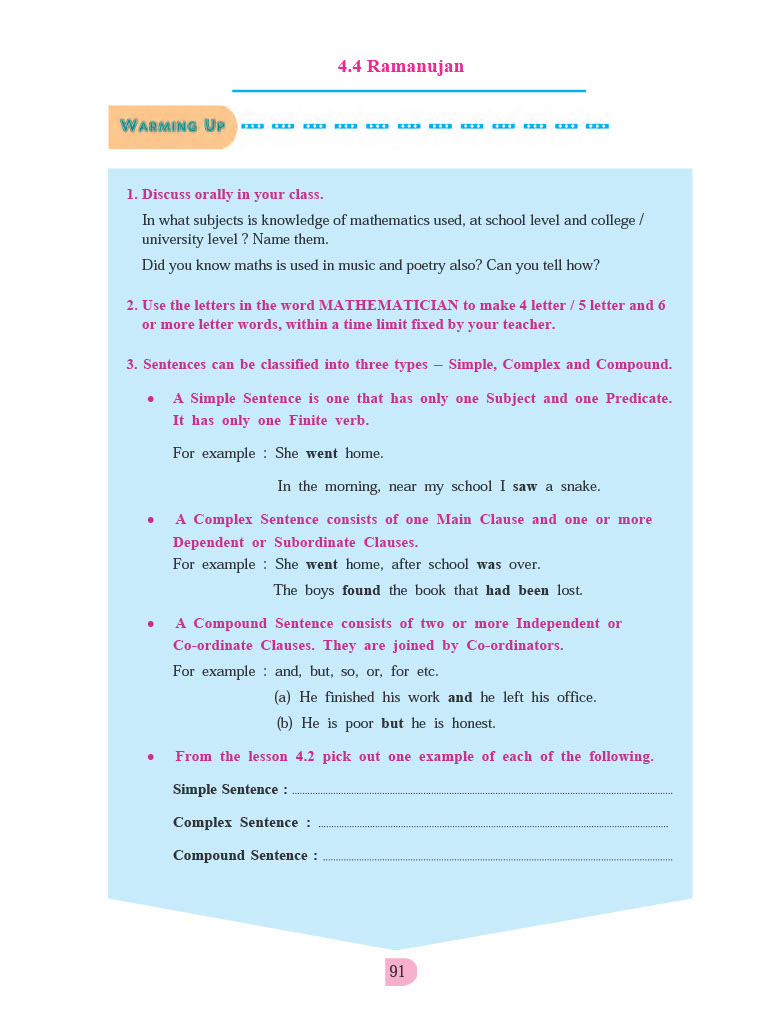 4.4 Ramanujan
WARMING UP
1. Discuss orally in your class.
In what subjects is knowledge of mathematics used, at school level and college /
university level ? Name them.
Did you know maths is used in music and poetry also? Can you tell how?
2. Use the letters in the word MATHEMATICIAN to make 4 letter / 5 letter and 6
or more letter words, within a time limit fixed by your teacher.
3. Sentences can be classified into three types – Simple, Complex and Compound.
• A Simple Sentence is one that has only one Subject and one Predicate.
It has only one Finite verb.
For example : She went home.
In the morning, near my school I saw a snake.
• A Complex Sentence consists of one Main Clause and one or more
Dependent or Subordinate Clauses.
For example : She went home, after school was over.
The boys found the book that had been lost.
• A Compound Sentence consists of two or more Independent or
Co-ordinate Clauses. They are joined by Co-ordinators.
For example : and, but, so, or, for etc.
(a) He finished his work and he left his office.
(b) He is poor but he is honest.
• From the lesson 4.2 pick out one example of each of the following.
Simple Sentence : ..........
Complex Sentence : ..........
Compound Sentence : ..........
91